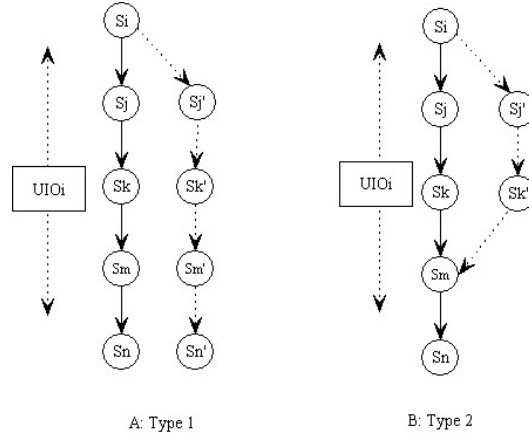 Si
Si
Sj
Sj'
Sj
Sj'
UIOi
Sk
Sk'
UIOi
Sk
Sk'
Sm
Sm'
Sm
Sn
Sn'
Sn
A: Type 1
B: Type 2